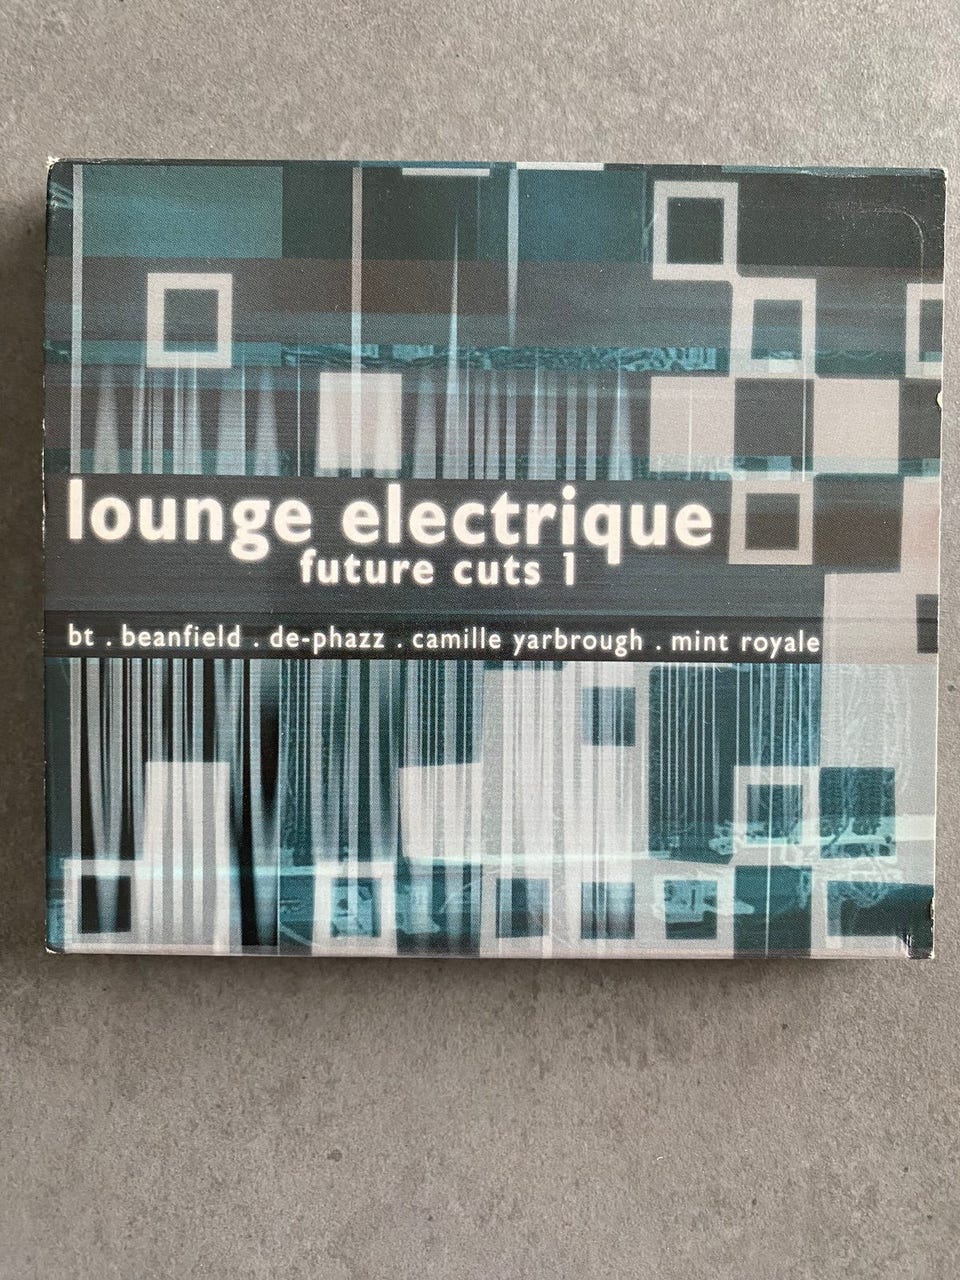 lounge electrique
future cuts 1
bt . beanfield . de-phazz . camille yarbrough . mint royale